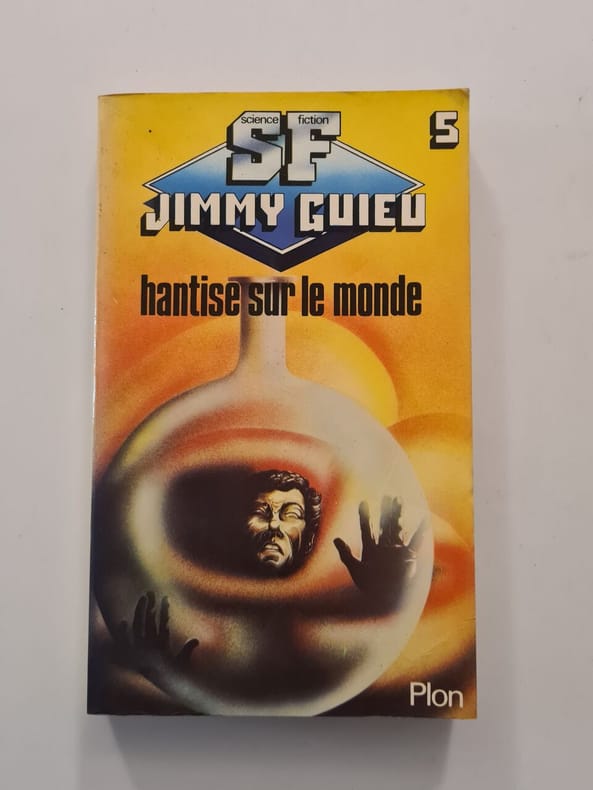 science fiction
SF
5
JIMMY GUIEU
hantise sur le monde
Plon